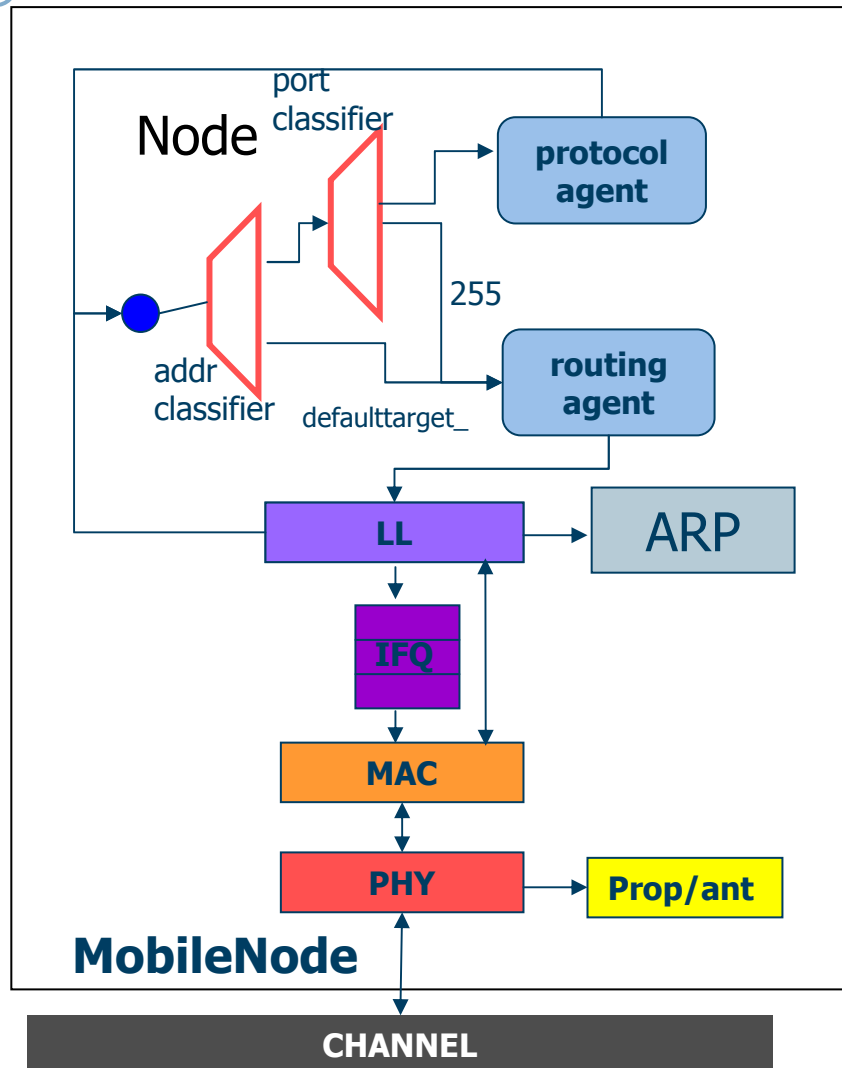 port
classifier
Node
protocol
agent
255
addr
classifier
routing
agent
defaulttarget_
LL
ARP
IFQ
MAC
PHY
Prop/ant
MobileNode
CHANNEL